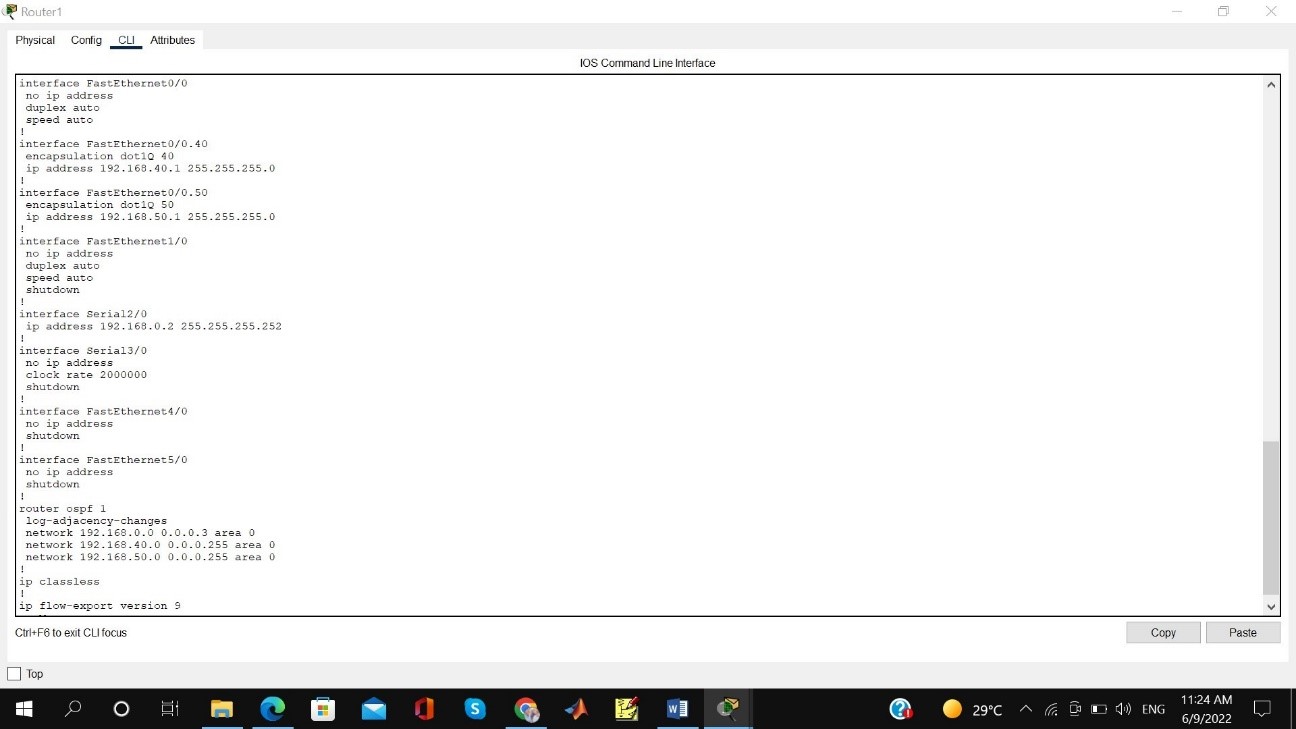 Router1
Physical Config CLI Attributes
IOS Command Line Interface
interface FastEthernet0/0
no ip address
duplex auto
speed auto
!
interface FastEthernet0/0.40
encapsulation dot1Q 40
ip address 192.168.40.1 255.255.255.0
!
interface FastEthernet0/0.50
encapsulation dot1Q 50
ip address 192.168.50.1 255.255.255.0
!
interface FastEthernet1/0
no ip address
duplex auto
speed auto
shutdown
!
interface Serial2/0
ip address 192.168.0.2 255.255.255.252
!
interface Serial3/0
no ip address
clock rate 2000000
shutdown
!
interface FastEthernet4/0
no ip address
shutdown
!
interface FastEthernet5/0
no ip address
shutdown
!
router ospf 1
log-adjacency-changes
network 192.168.0.0 0.0.0.3 area 0
network 192.168.40.0 0.0.0.255 area 0
network 192.168.50.0 0.0.0.255 area 0
!
ip classless
!
ip flow-export version 9
Ctrl+F6 to exit CLI focus
Copy Paste
Top
29°C
ENG
11:24 AM
6/9/2022